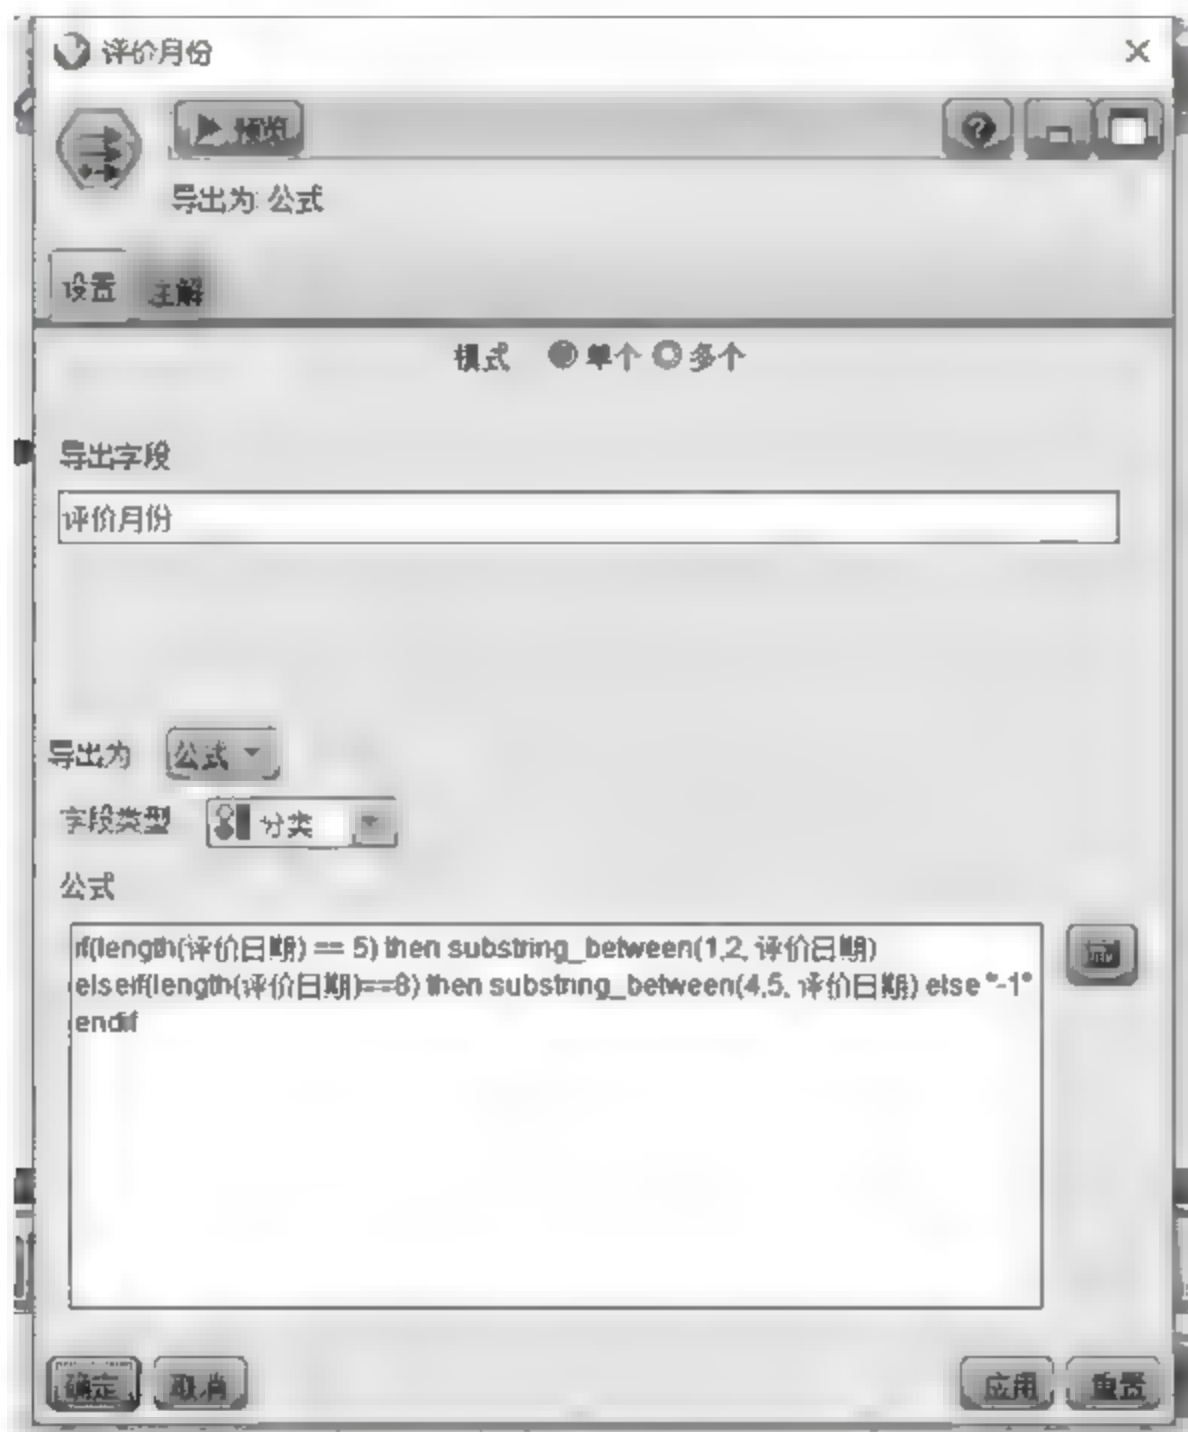 评价月份
预览
导出为: 公式
设置 注解
模式 单个 多个
导出字段
评价月份
导出为 公式
字段类型 分类
公式
if(length(评价日期) == 5) then substring_between(1,2, 评价日期)
elseif(length(评价日期)==8) then substring_between(4,5, 评价日期) else "-1"
endif
确定 取消 应用 重置